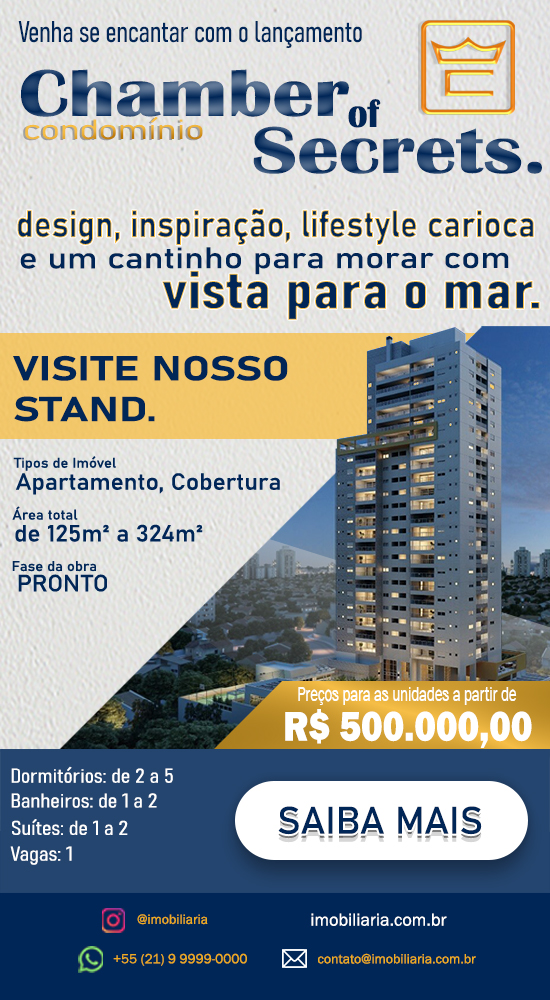 Venha se encantar com o lançamento
Chamber of
condomínio
Secrets.
design, inspiração, lifestyle carioca
e um cantinho para morar com
vista para o mar.
VISITE NOSSO
STAND.
Tipos de Imóvel
Apartamento, Cobertura
Área total
de 125m² a 324m²
Fase da obra
PRONTO
Preços para as unidades a partir de
R$ 500.000,00
Dormitórios: de 2 a 5
Banheiros: de 1 a 2
Suítes: de 1 a 2
Vagas: 1
SAIBA MAIS
@imobiliaria
imobiliaria.com.br
+55 (21) 9 9999-0000
contato@imobiliaria.com.br